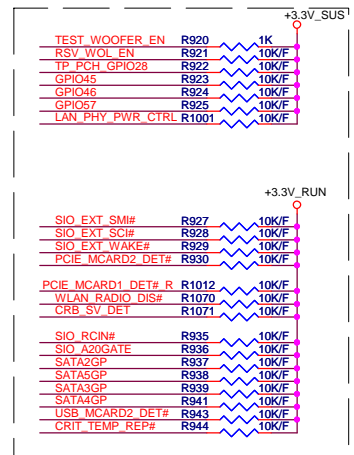 +3.3V_SUS
TEST_WOOFER_EN R920 1K
RSV_WOL_EN R921 10K/F
TP_PCH_GPIO28 R922 10K/F
GPIO45 R923 10K/F
GPIO46 R924 10K/F
GPIO57 R925 10K/F
LAN_PHY_PWR_CTRL R1001 10K/F
+3.3V_RUN
SIO_EXT_SMI# R927 10K/F
SIO_EXT_SCI# R928 10K/F
SIO_EXT_WAKE# R929 10K/F
PCIE_MCARD2_DET# R930 10K/F
PCIE_MCARD1_DET#_R R1012 10K/F
WLAN_RADIO_DIS# R1070 10K/F
CRB_SV_DET R1071 10K/F
SIO_RCIN# R935 10K/F
SIO_A20GATE R936 10K/F
SATA2GP R937 10K/F
SATA5GP R938 10K/F
SATA3GP R939 10K/F
SATA4GP R941 10K/F
USB_MCARD2_DET# R943 10K/F
CRIT_TEMP_REP# R944 10K/F